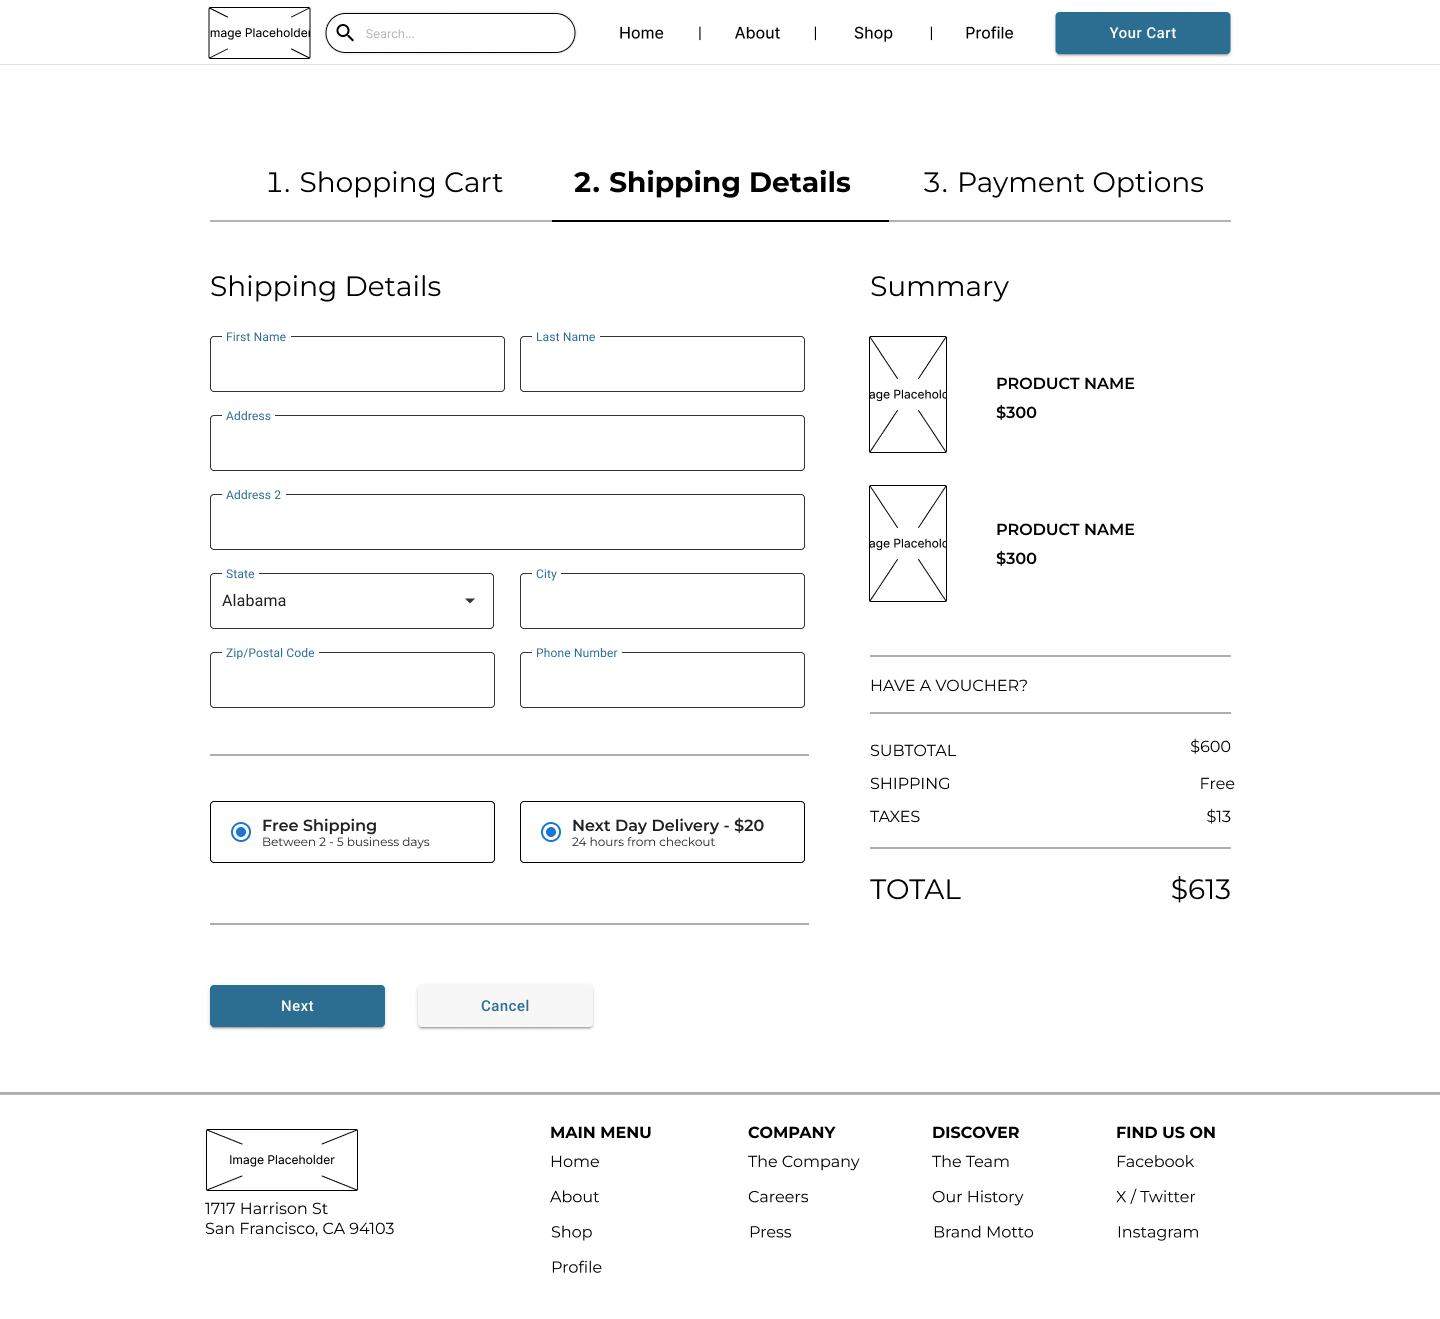 mage Placeholder
Search...
Home | About | Shop | Profile
Your Cart
1. Shopping Cart
2. Shipping Details
3. Payment Options
Shipping Details
First Name
Last Name
Address
Address 2
State
Alabama
City
Zip/Postal Code
Phone Number
Free Shipping
Between 2 - 5 business days
Next Day Delivery - $20
24 hours from checkout
Next
Cancel
Summary
age Placehold
PRODUCT NAME
$300
age Placehold
PRODUCT NAME
$300
HAVE A VOUCHER?
SUBTOTAL $600
SHIPPING Free
TAXES $13
TOTAL $613
Image Placeholder
1717 Harrison St
San Francisco, CA 94103
MAIN MENU
Home
About
Shop
Profile
COMPANY
The Company
Careers
Press
DISCOVER
The Team
Our History
Brand Motto
FIND US ON
Facebook
X / Twitter
Instagram